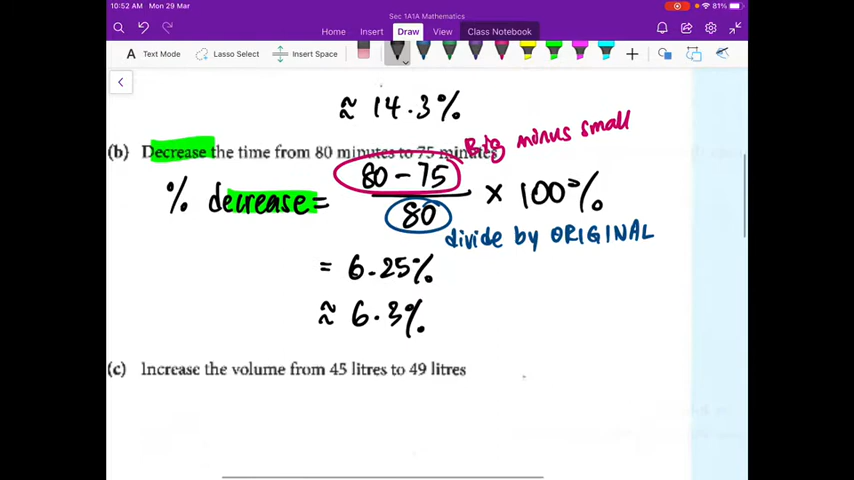 10:52 AM Mon 29 Mar
81%
Sec 1A1A Mathematics
Home Insert Draw View Class Notebook
A Text Mode Lasso Select Insert Space
≈ 14.3%
(b) Decrease the time from 80 minutes to 75 minutes
Big minus small
% decrease = 80 − 75 / 80 × 100%
divide by ORIGINAL
= 6.25%
≈ 6.3%
(c) Increase the volume from 45 litres to 49 litres